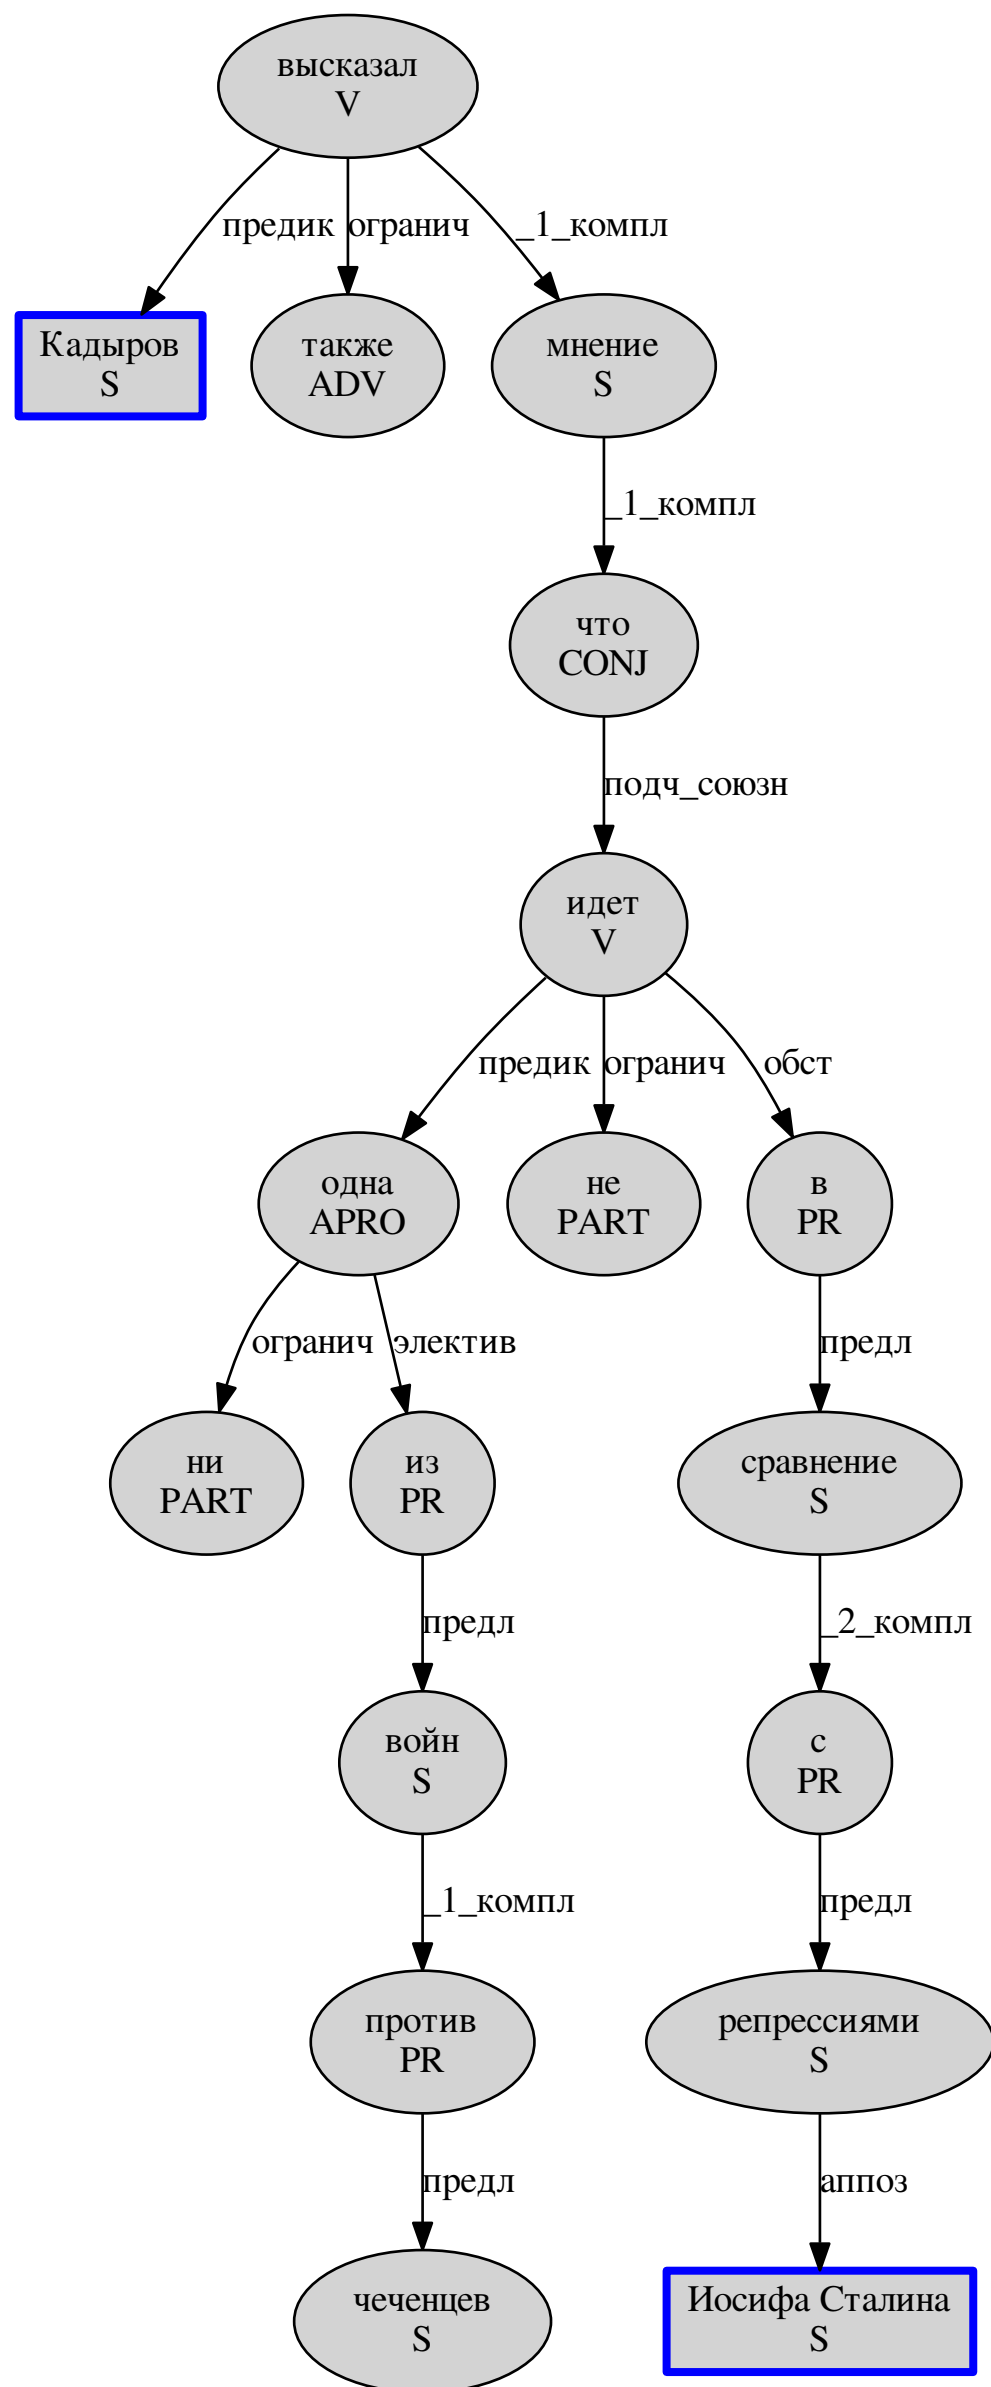 высказал
V
предик огранич _1_компл
Кадыров
S
также
ADV
мнение
S
_1_компл
что
CONJ
подч_союзн
идет
V
предик огранич обст
одна
APRO
не
PART
в
PR
огранич электив предл
ни
PART
из
PR
сравнение
S
предл _2_компл
войн
S
с
PR
_1_компл предл
против
PR
репрессиями
S
предл аппоз
чеченцев
S
Иосифа Сталина
S